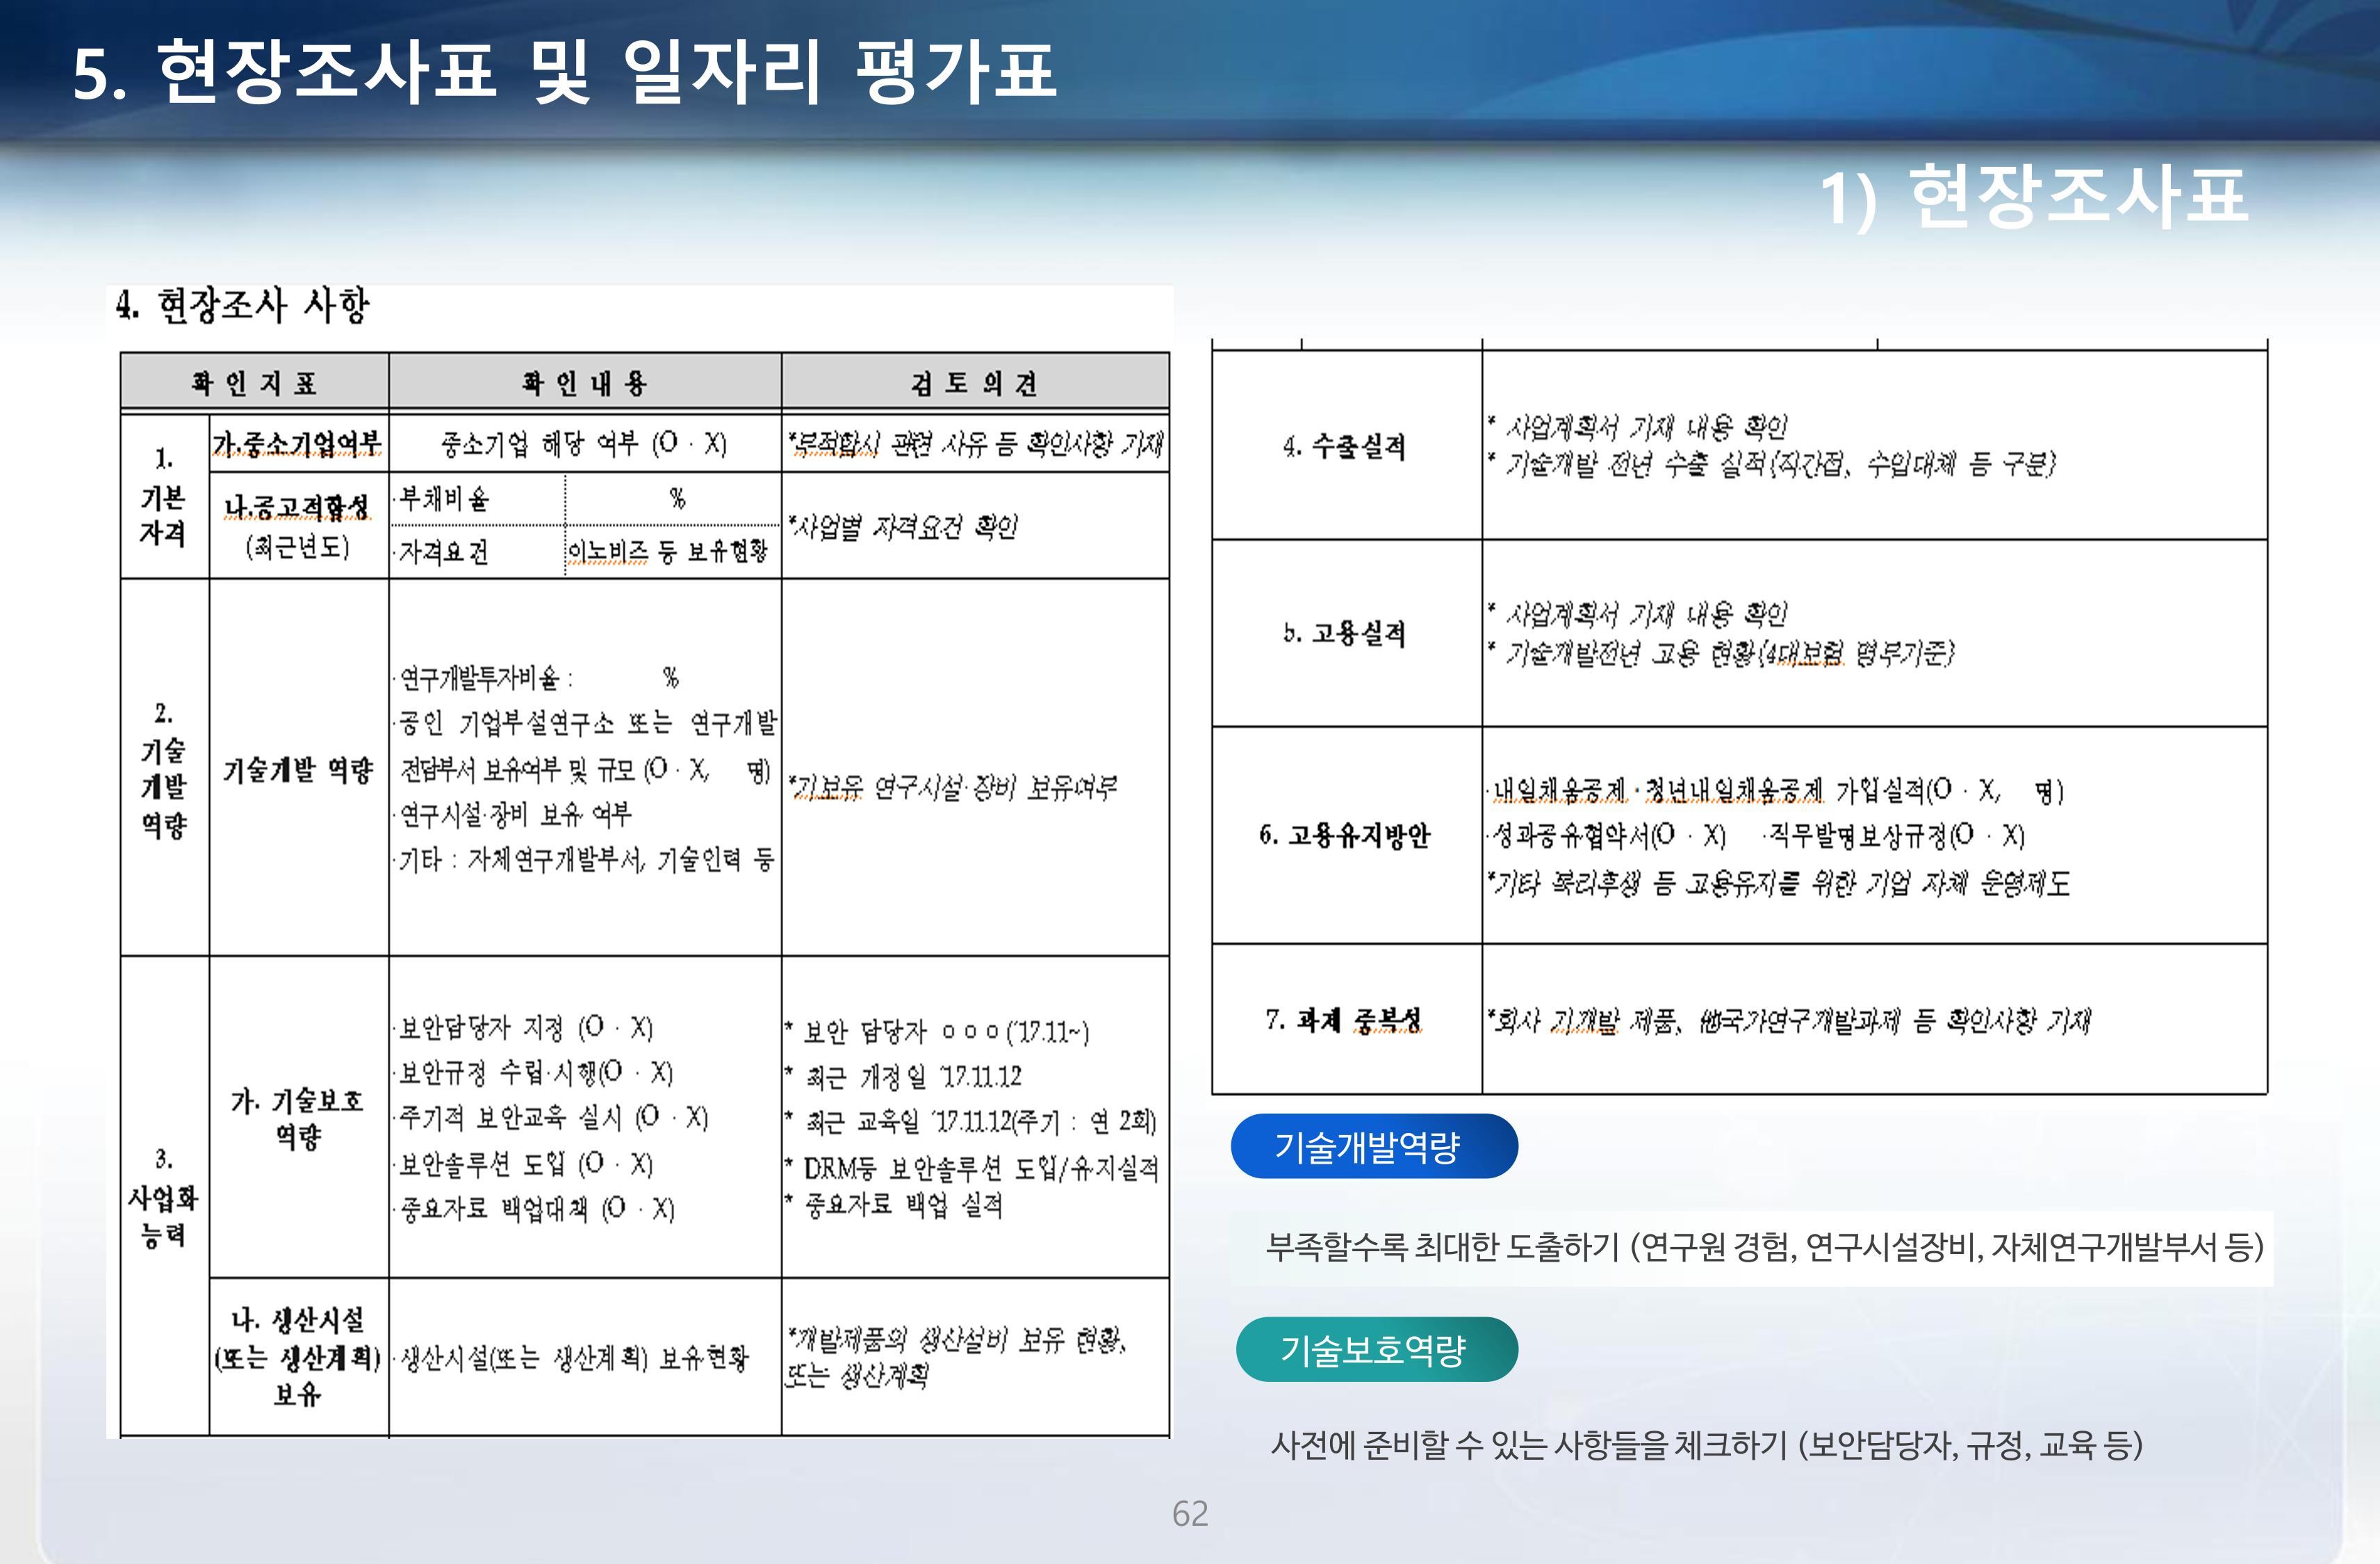 5. 현장조사표 및 일자리 평가표
1) 현장조사표
4. 현장조사 사항
확 인 지 표
확 인 내 용
검 토 의 견
1.
기본
자격
가.중소기업여부
중소기업 해당 여부 (O · X)
*부적합시 관련 사유 등 확인사항 기재
나.공고적합성
(최근년도)
·부채비율
%
·자격요건
이노비즈 등 보유현황
*사업별 자격요건 확인
2.
기술
개발
역량
기술개발 역량
·연구개발투자비율 : %
·공인 기업부설연구소 또는 연구개발
전담부서 보유여부 및 규모 (O · X, 명)
·연구시설·장비 보유 여부
·기타 : 자체연구개발부서, 기술인력 등
*기보유 연구시설·장비 보유여부
3.
사업화
능력
가. 기술보호
역량
·보안담당자 지정 (O · X)
·보안규정 수립·시행(O · X)
·주기적 보안교육 실시 (O · X)
·보안솔루션 도입 (O · X)
·중요자료 백업대책 (O · X)
* 보안 담당자 ㅇㅇㅇ('17.11~)
* 최근 개정일 '17.11.12
* 최근 교육일 '17.11.12(주기 : 연 2회)
* DRM등 보안솔루션 도입/유지실적
* 중요자료 백업 실적
나. 생산시설
(또는 생산계획)
보유
·생산시설(또는 생산계획) 보유현황
*개발제품의 생산설비 보유 현황,
또는 생산계획
4. 수출실적
* 사업계획서 기재 내용 확인
* 기술개발 전년 수출 실적(직간접, 수입대체 등 구분)
5. 고용실적
* 사업계획서 기재 내용 확인
* 기술개발전년 고용 현황(4대보험 명부기준)
6. 고용유지방안
·내일채움공제·청년내일채움공제 가입실적(O · X, 명)
·성과공유협약서(O · X) ·직무발명보상규정(O · X)
*기타 복리후생 등 고용유지를 위한 기업 자체 운영제도
7. 과제 중복성
*회사 기개발 제품, 他국가연구개발과제 등 확인사항 기재
기술개발역량
부족할수록 최대한 도출하기 (연구원 경험, 연구시설장비, 자체연구개발부서 등)
기술보호역량
사전에 준비할 수 있는 사항들을 체크하기 (보안담당자, 규정, 교육 등)
62